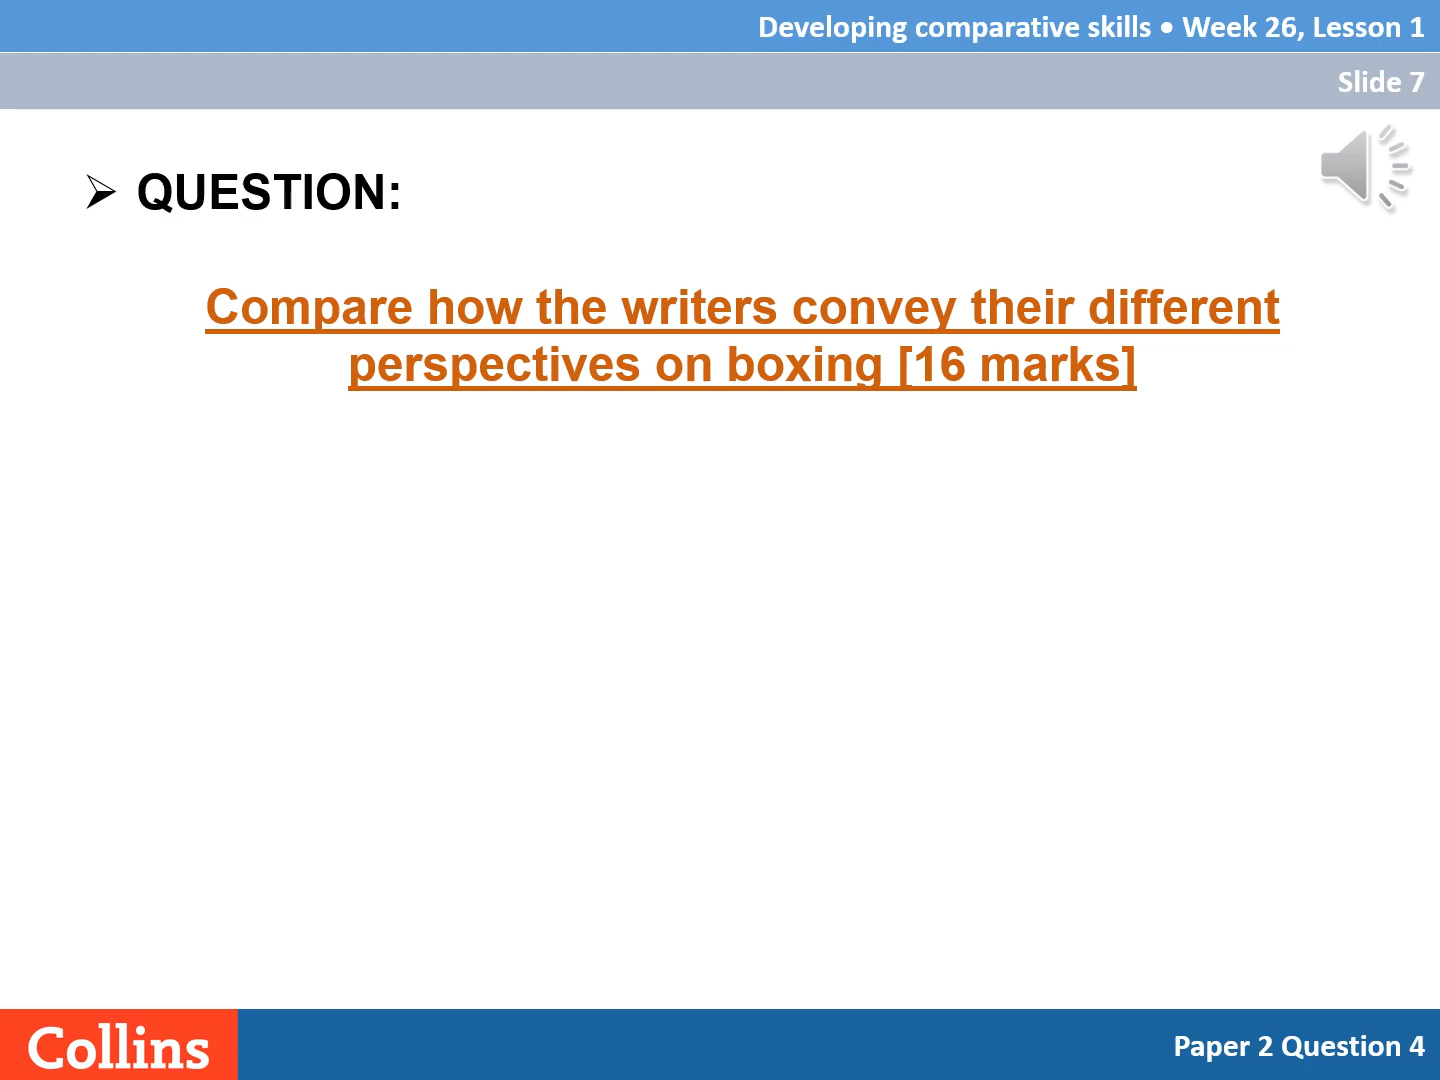 Developing comparative skills • Week 26, Lesson 1
Slide 7
➢ QUESTION:
Compare how the writers convey their different
perspectives on boxing [16 marks]
Collins
Paper 2 Question 4